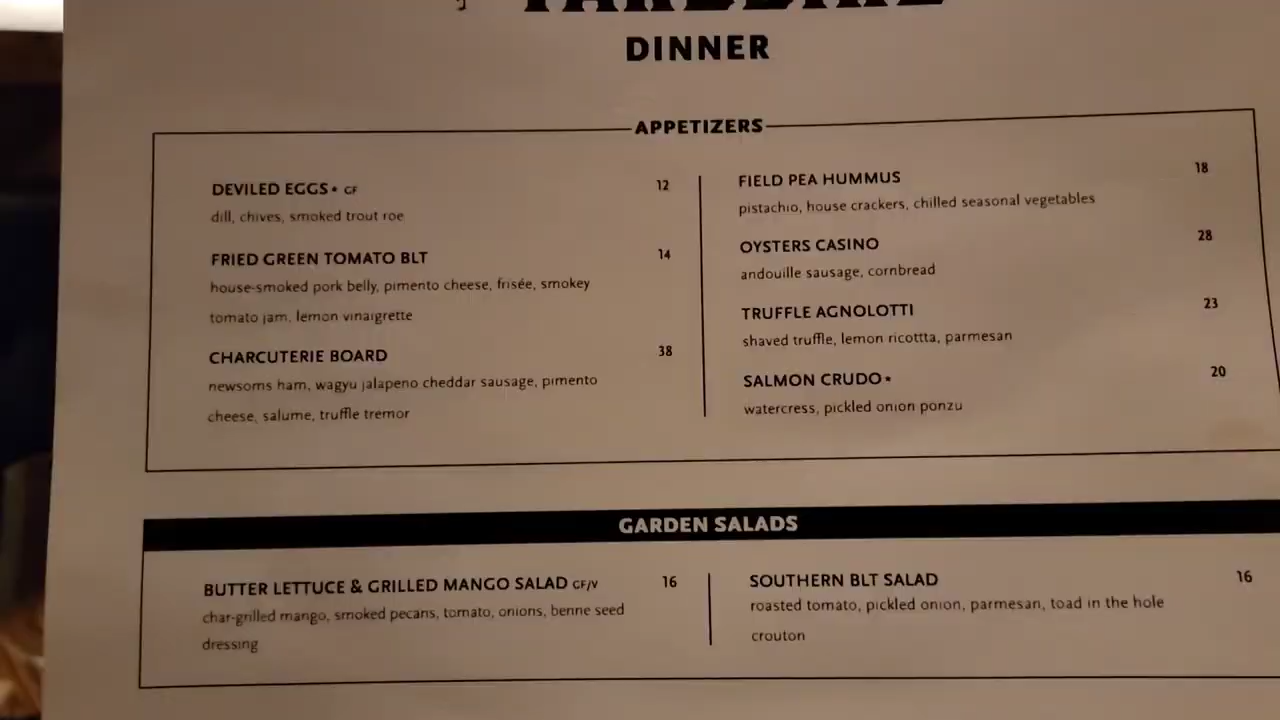 DINNER
APPETIZERS
DEVILED EGGS* GF 12
dill, chives, smoked trout roe
FRIED GREEN TOMATO BLT 14
house-smoked pork belly, pimento cheese, frisée, smokey
tomato jam, lemon vinaigrette
CHARCUTERIE BOARD 38
newsoms ham, wagyu jalapeno cheddar sausage, pimento
cheese, salume, truffle tremor
FIELD PEA HUMMUS 18
pistachio, house crackers, chilled seasonal vegetables
OYSTERS CASINO 28
andouille sausage, cornbread
TRUFFLE AGNOLOTTI 23
shaved truffle, lemon ricottta, parmesan
SALMON CRUDO* 20
watercress, pickled onion ponzu
GARDEN SALADS
BUTTER LETTUCE & GRILLED MANGO SALAD GF/V 16
char-grilled mango, smoked pecans, tomato, onions, benne seed
dressing
SOUTHERN BLT SALAD 16
roasted tomato, pickled onion, parmesan, toad in the hole
crouton